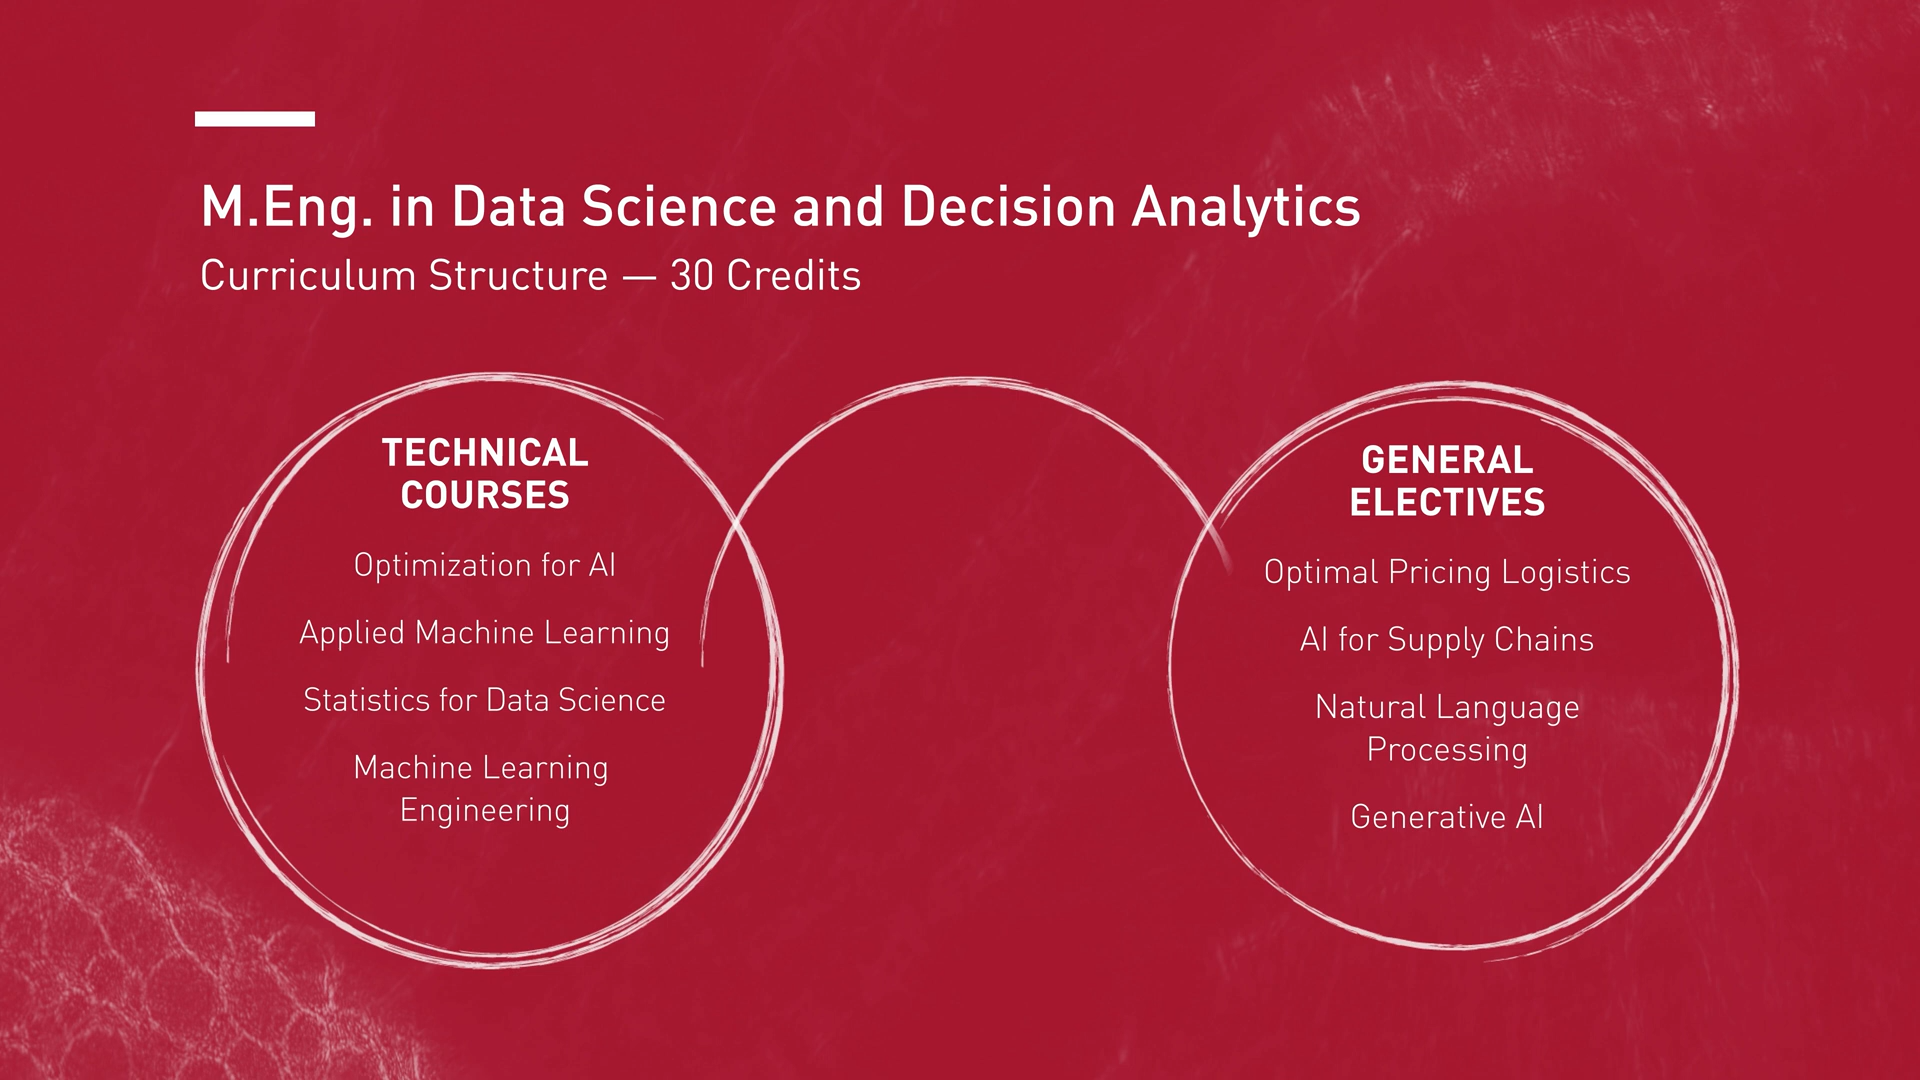 M.Eng. in Data Science and Decision Analytics
Curriculum Structure — 30 Credits
TECHNICAL
COURSES
Optimization for AI
Applied Machine Learning
Statistics for Data Science
Machine Learning
Engineering
GENERAL
ELECTIVES
Optimal Pricing Logistics
AI for Supply Chains
Natural Language
Processing
Generative AI